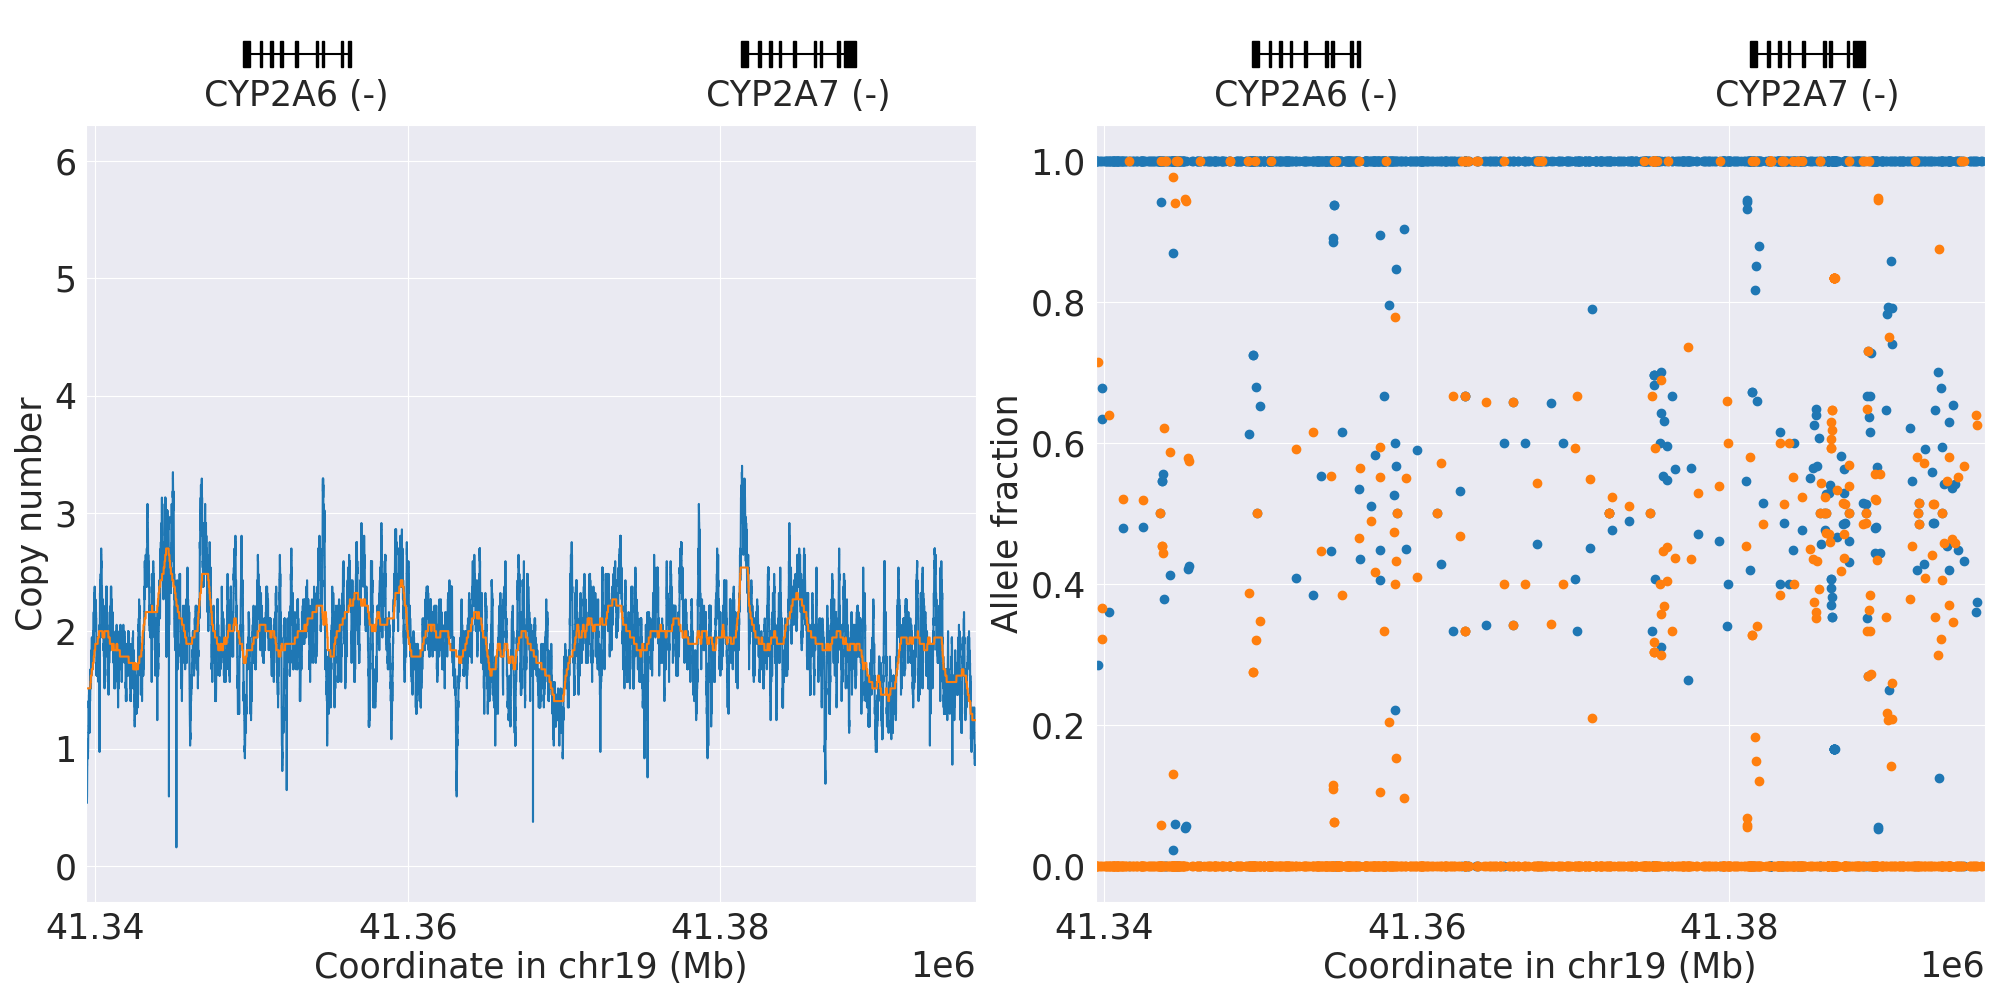 CYP2A6 (-)
CYP2A7 (-)
6
5
4
3
2
1
0
Copy number
41.34
41.36
41.38
Coordinate in chr19 (Mb)
1e6
CYP2A6 (-)
CYP2A7 (-)
1.0
0.8
0.6
0.4
0.2
0.0
Allele fraction
41.34
41.36
41.38
Coordinate in chr19 (Mb)
1e6